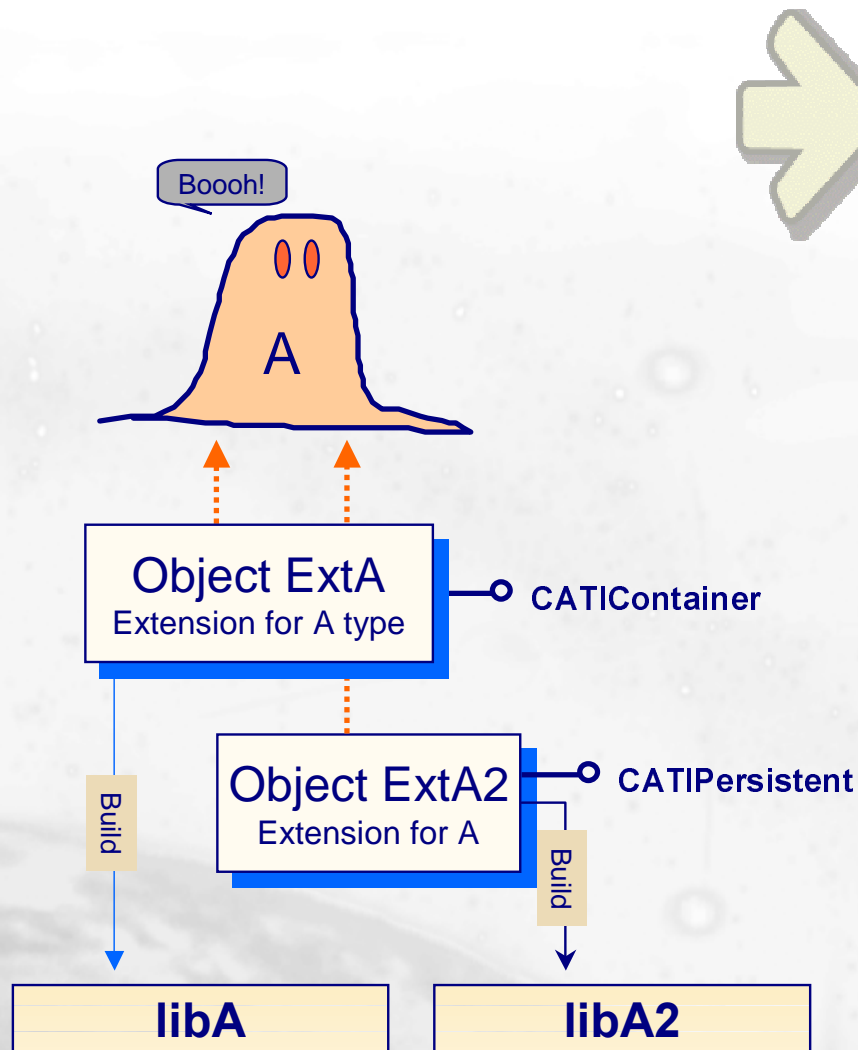 Boooh!
A
Object ExtA
Extension for A type
CATIContainer
Object ExtA2
Extension for A
CATIPersistent
Build
Build
libA
libA2